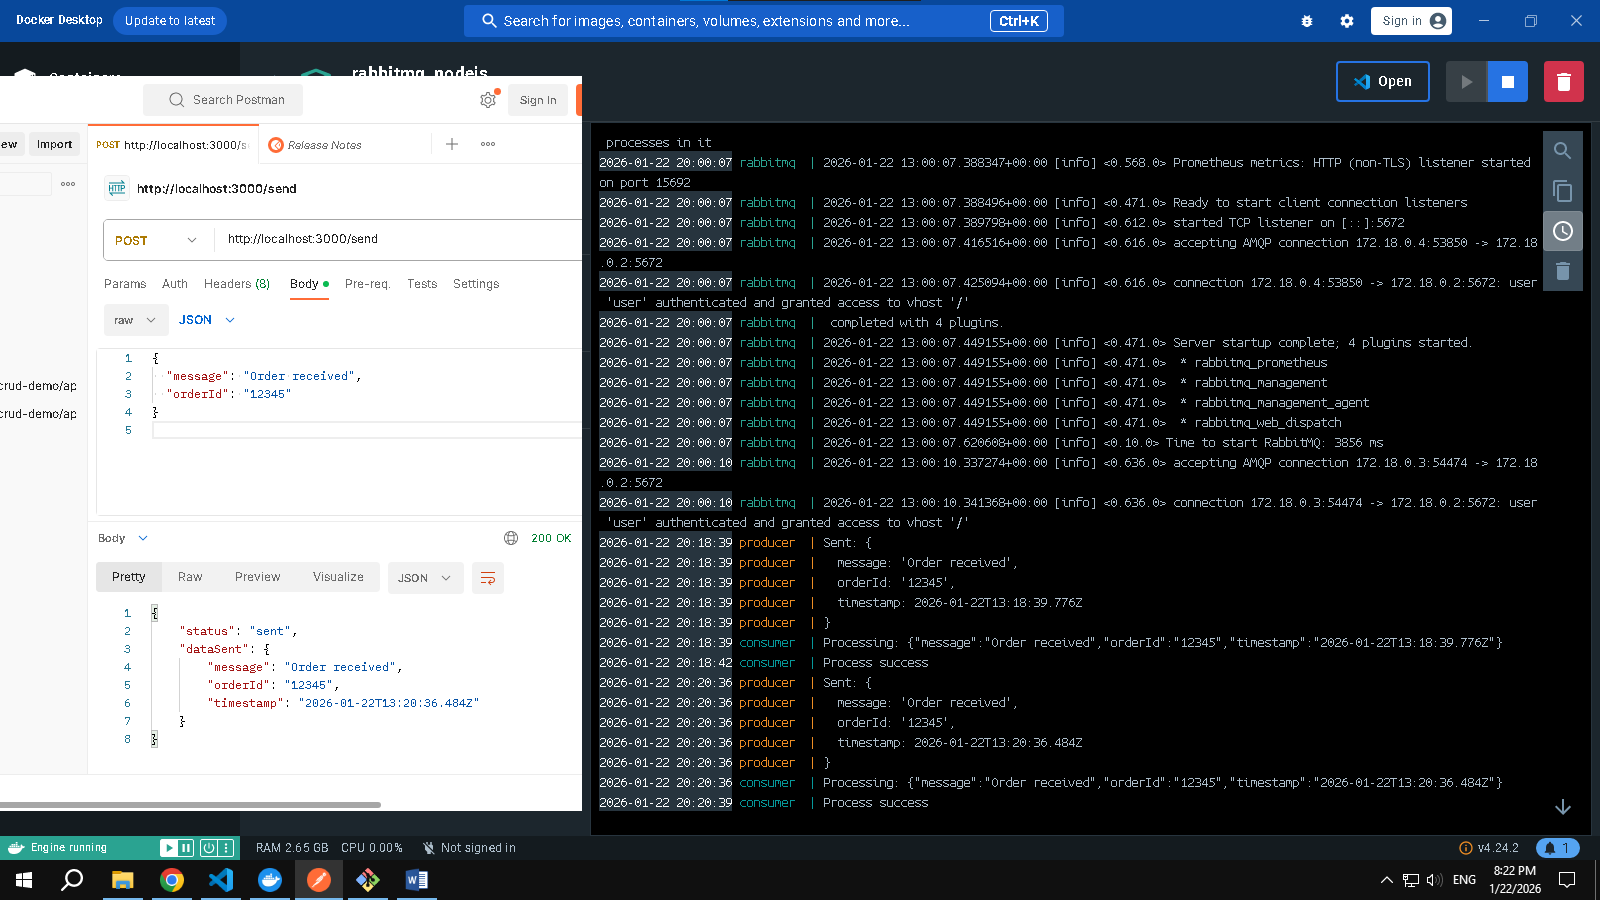 Docker Desktop
Update to latest
Search for images, containers, volumes, extensions and more...
Ctrl+K
Sign in
Containers
rabbitmq_nodejs
Open
Search Postman
Sign In
ew
Import
POST http://localhost:3000/s
Release Notes
http://localhost:3000/send
POST
http://localhost:3000/send
Params
Auth
Headers (8)
Body
Pre-req.
Tests
Settings
raw
JSON
1 {
2 "message": "Order received",
3 "orderId": "12345"
4 }
5
crud-demo/ap
crud-demo/ap
Body
200 OK
Pretty
Raw
Preview
Visualize
JSON
1 {
2 "status": "sent",
3 "dataSent": {
4 "message": "Order received",
5 "orderId": "12345",
6 "timestamp": "2026-01-22T13:20:36.484Z"
7 }
8 }
processes in it
2026-01-22 20:00:07 rabbitmq | 2026-01-22 13:00:07.388347+00:00 [info] <0.568.0> Prometheus metrics: HTTP (non-TLS) listener started
on port 15692
2026-01-22 20:00:07 rabbitmq | 2026-01-22 13:00:07.388496+00:00 [info] <0.471.0> Ready to start client connection listeners
2026-01-22 20:00:07 rabbitmq | 2026-01-22 13:00:07.389798+00:00 [info] <0.612.0> started TCP listener on [::]:5672
2026-01-22 20:00:07 rabbitmq | 2026-01-22 13:00:07.416516+00:00 [info] <0.616.0> accepting AMQP connection 172.18.0.4:53850 -> 172.18
.0.2:5672
2026-01-22 20:00:07 rabbitmq | 2026-01-22 13:00:07.425094+00:00 [info] <0.616.0> connection 172.18.0.4:53850 -> 172.18.0.2:5672: user
'user' authenticated and granted access to vhost '/'
2026-01-22 20:00:07 rabbitmq | completed with 4 plugins.
2026-01-22 20:00:07 rabbitmq | 2026-01-22 13:00:07.449155+00:00 [info] <0.471.0> Server startup complete; 4 plugins started.
2026-01-22 20:00:07 rabbitmq | 2026-01-22 13:00:07.449155+00:00 [info] <0.471.0> * rabbitmq_prometheus
2026-01-22 20:00:07 rabbitmq | 2026-01-22 13:00:07.449155+00:00 [info] <0.471.0> * rabbitmq_management
2026-01-22 20:00:07 rabbitmq | 2026-01-22 13:00:07.449155+00:00 [info] <0.471.0> * rabbitmq_management_agent
2026-01-22 20:00:07 rabbitmq | 2026-01-22 13:00:07.449155+00:00 [info] <0.471.0> * rabbitmq_web_dispatch
2026-01-22 20:00:07 rabbitmq | 2026-01-22 13:00:07.620608+00:00 [info] <0.10.0> Time to start RabbitMQ: 3856 ms
2026-01-22 20:00:10 rabbitmq | 2026-01-22 13:00:10.337274+00:00 [info] <0.636.0> accepting AMQP connection 172.18.0.3:54474 -> 172.18
.0.2:5672
2026-01-22 20:00:10 rabbitmq | 2026-01-22 13:00:10.341368+00:00 [info] <0.636.0> connection 172.18.0.3:54474 -> 172.18.0.2:5672: user
'user' authenticated and granted access to vhost '/'
2026-01-22 20:18:39 producer | Sent: {
2026-01-22 20:18:39 producer | message: 'Order received',
2026-01-22 20:18:39 producer | orderId: '12345',
2026-01-22 20:18:39 producer | timestamp: 2026-01-22T13:18:39.776Z
2026-01-22 20:18:39 producer | }
2026-01-22 20:18:39 consumer | Processing: {"message":"Order received","orderId":"12345","timestamp":"2026-01-22T13:18:39.776Z"}
2026-01-22 20:18:42 consumer | Process success
2026-01-22 20:20:36 producer | Sent: {
2026-01-22 20:20:36 producer | message: 'Order received',
2026-01-22 20:20:36 producer | orderId: '12345',
2026-01-22 20:20:36 producer | timestamp: 2026-01-22T13:20:36.484Z
2026-01-22 20:20:36 producer | }
2026-01-22 20:20:36 consumer | Processing: {"message":"Order received","orderId":"12345","timestamp":"2026-01-22T13:20:36.484Z"}
2026-01-22 20:20:39 consumer | Process success
Engine running
RAM 2.65 GB
CPU 0.00%
Not signed in
v4.24.2
1
ENG
8:22 PM
1/22/2026